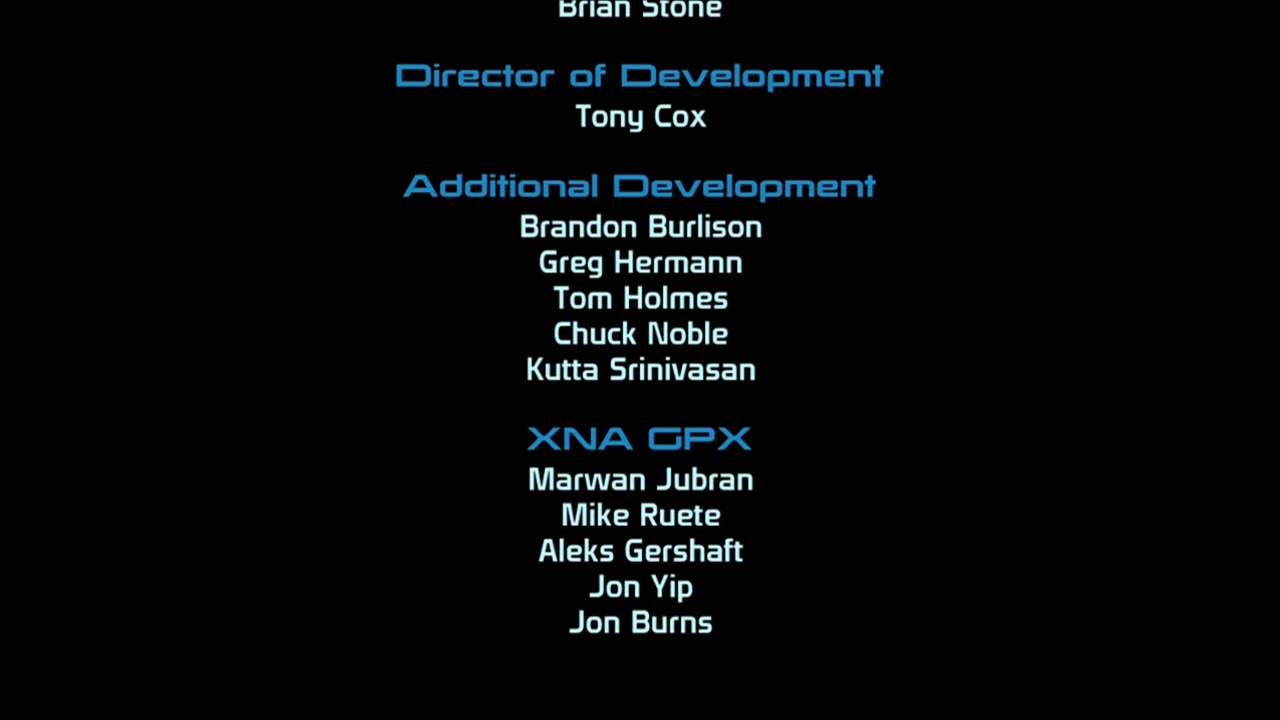 Brian Stone
Director of Development
Tony Cox
Additional Development
Brandon Burlison
Greg Hermann
Tom Holmes
Chuck Noble
Kutta Srinivasan
XNA GPX
Marwan Jubran
Mike Ruete
Aleks Gershaft
Jon Yip
Jon Burns